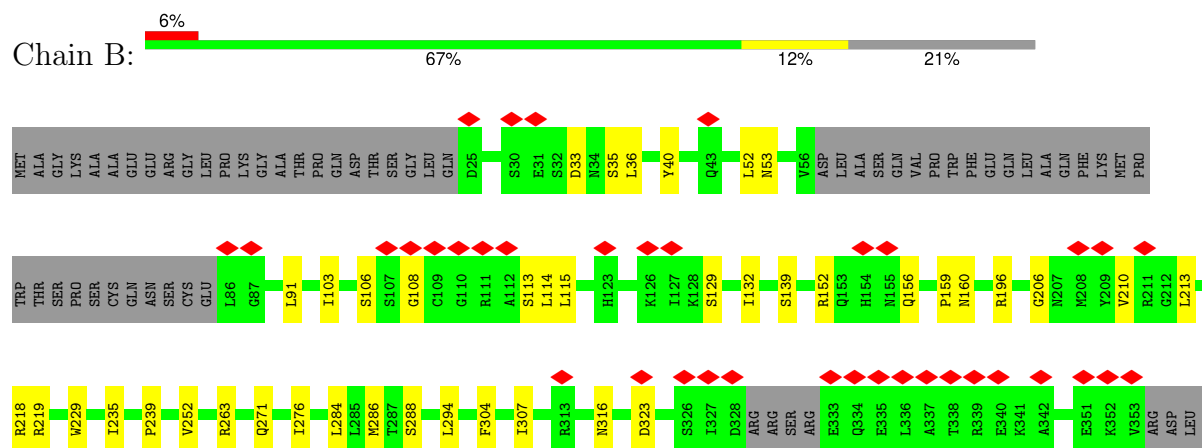 6%
Chain B:
67% 12% 21%
MET ALA GLY LYS ALA ALA GLU GLU ARG GLY LEU PRO LYS GLY ALA THR PRO GLN ASP THR SER GLY LEU GLN D25 S30 E31 S32 D33 N34 S35 L36 Y40 Q43 L52 N53 V56 ASP LEU ALA SER GLN VAL PRO TRP PHE GLU GLN LEU ALA GLN PHE LYS MET PRO
TRP THR SER PRO SER CYS GLN ASN SER CYS GLU L86 G87 L91 I103 S106 S107 G108 C109 G110 R111 A112 S113 L114 L115 H123 K126 I127 K128 S129 I132 S139 R152 Q153 H154 N155 Q156 P159 N160 R196 G206 N207 M208 Y209 V210 R211 G212 L213
R218 R219 W229 I235 P239 V252 R263 Q271 I276 L284 L285 M286 T287 S288 L294 F304 I307 R313 N316 D323 S326 I327 D328 ARG ARG SER ARG E333 Q334 E335 L336 A337 T338 R339 E340 K341 A342 E351 K352 V353 ARG ASP LEU